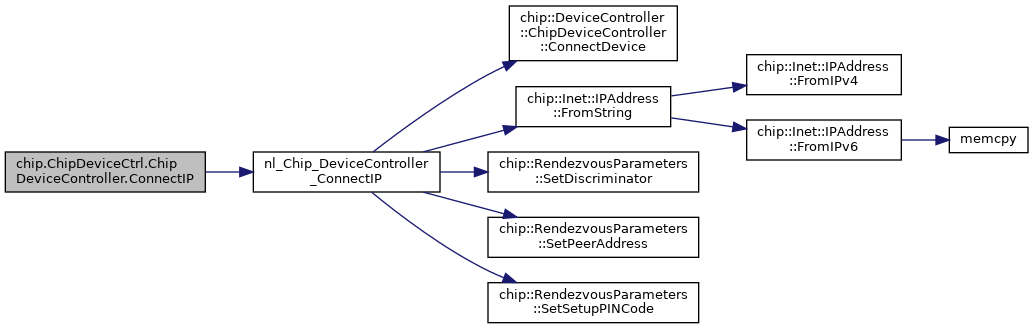 chip.ChipDeviceCtrl.Chip
DeviceController.ConnectIP
nl_Chip_DeviceController
_ConnectIP
chip::DeviceController
::ChipDeviceController
::ConnectDevice
chip::Inet::IPAddress
::FromString
chip::RendezvousParameters
::SetDiscriminator
chip::RendezvousParameters
::SetPeerAddress
chip::RendezvousParameters
::SetSetupPINCode
chip::Inet::IPAddress
::FromIPv4
chip::Inet::IPAddress
::FromIPv6
memcpy